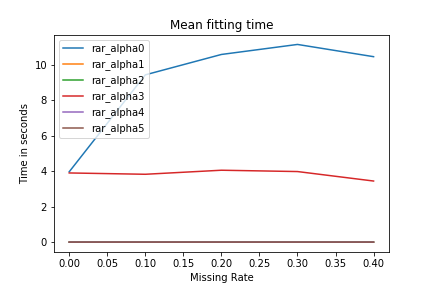 Mean fitting time
Time in seconds
10
8
6
4
2
0
rar_alpha0
rar_alpha1
rar_alpha2
rar_alpha3
rar_alpha4
rar_alpha5
0.00 0.05 0.10 0.15 0.20 0.25 0.30 0.35 0.40
Missing Rate